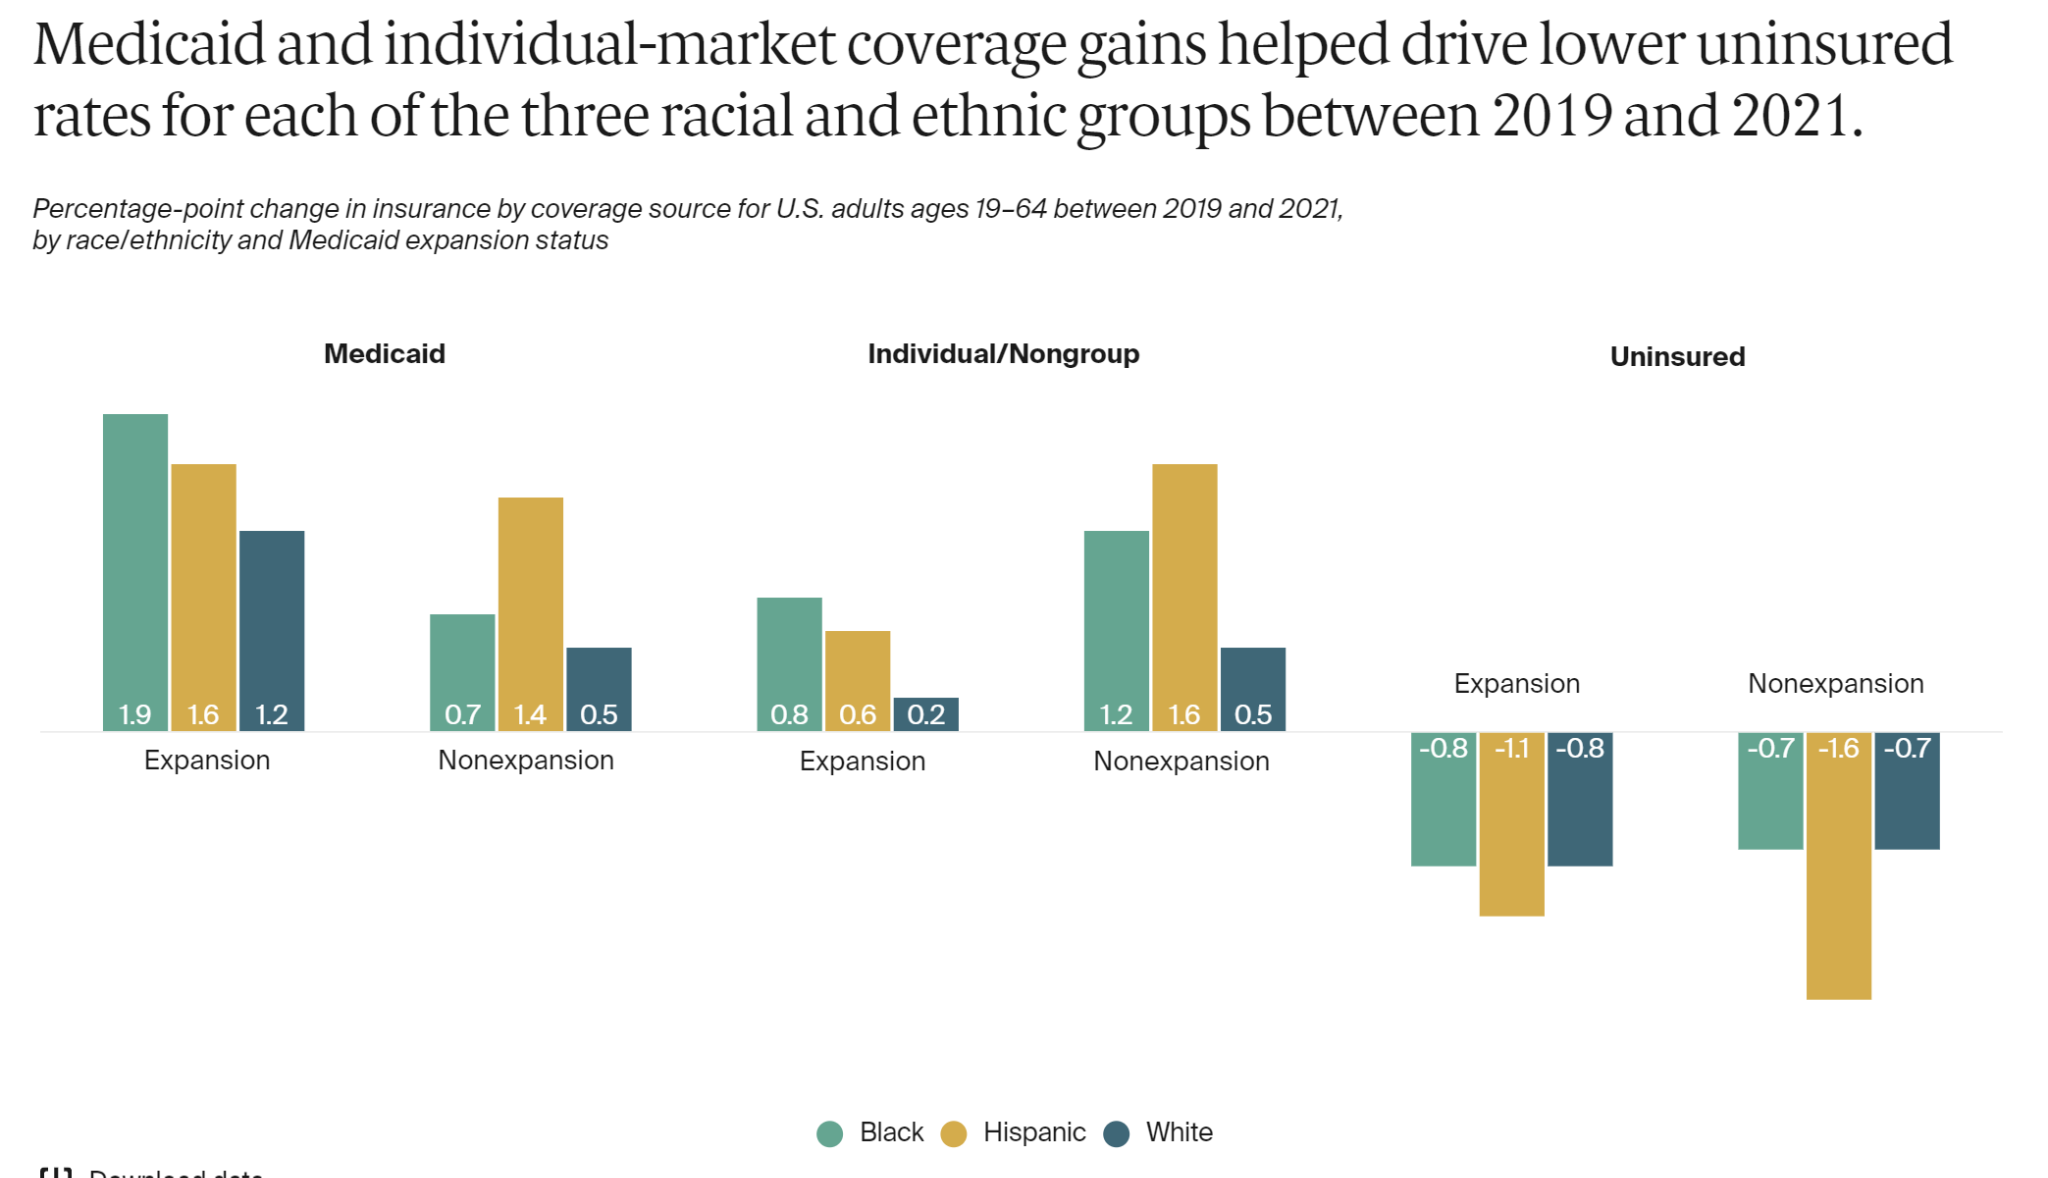 Medicaid and individual-market coverage gains helped drive lower uninsured
rates for each of the three racial and ethnic groups between 2019 and 2021.
Percentage-point change in insurance by coverage source for U.S. adults ages 19–64 between 2019 and 2021,
by race/ethnicity and Medicaid expansion status
Medicaid
1.9 1.6 1.2
Expansion
0.7 1.4 0.5
Nonexpansion
Individual/Nongroup
0.8 0.6 0.2
Expansion
1.2 1.6 0.5
Nonexpansion
Uninsured
Expansion
-0.8 -1.1 -0.8
Nonexpansion
-0.7 -1.6 -0.7
Black Hispanic White
Download data